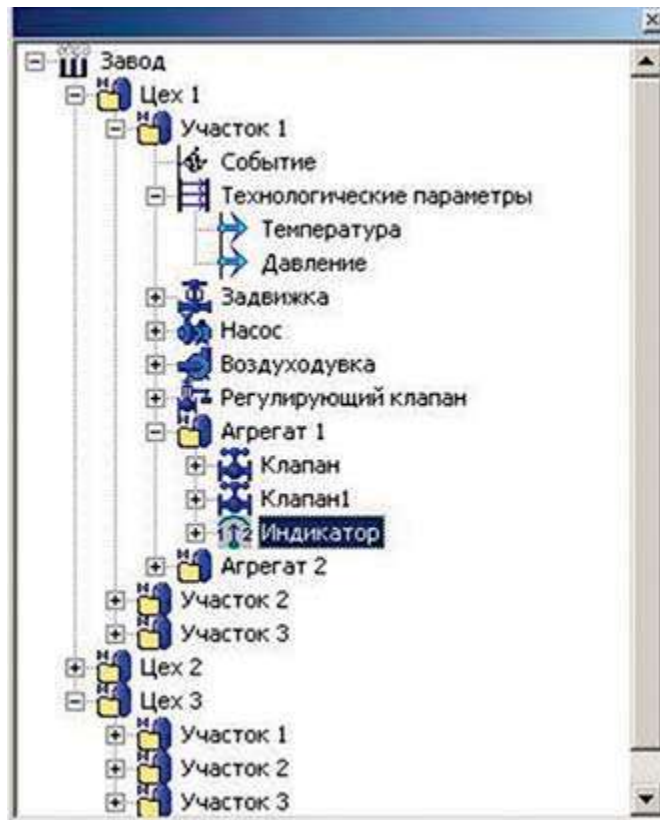 Завод
Цех 1
Участок 1
Событие
Технологические параметры
Температура
Давление
Задвижка
Насос
Воздуходувка
Регулирующий клапан
Агрегат 1
Клапан
Клапан1
Индикатор
Агрегат 2
Участок 2
Участок 3
Цех 2
Цех 3
Участок 1
Участок 2
Участок 3